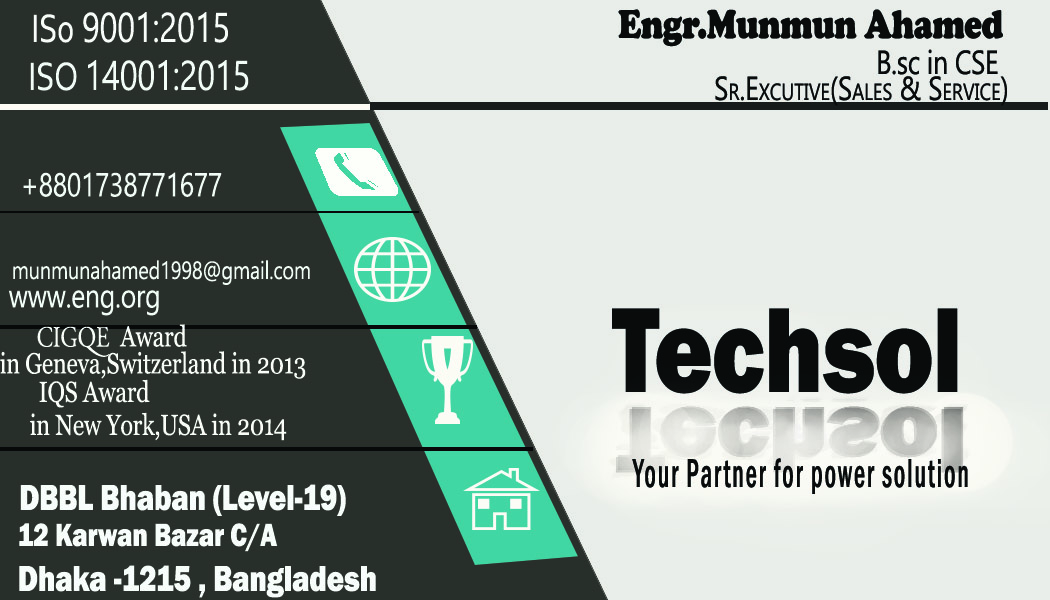 ISo 9001:2015
ISO 14001:2015
Engr.Munmun Ahamed
B.sc in CSE
Sr.Excutive(Sales & Service)
+8801738771677
munmunahamed1998@gmail.com
www.eng.org
CIGQE Award
in Geneva,Switzerland in 2013
IQS Award
in New York,USA in 2014
DBBL Bhaban (Level-19)
12 Karwan Bazar C/A
Dhaka -1215 , Bangladesh
Techsol
Your Partner for power solution